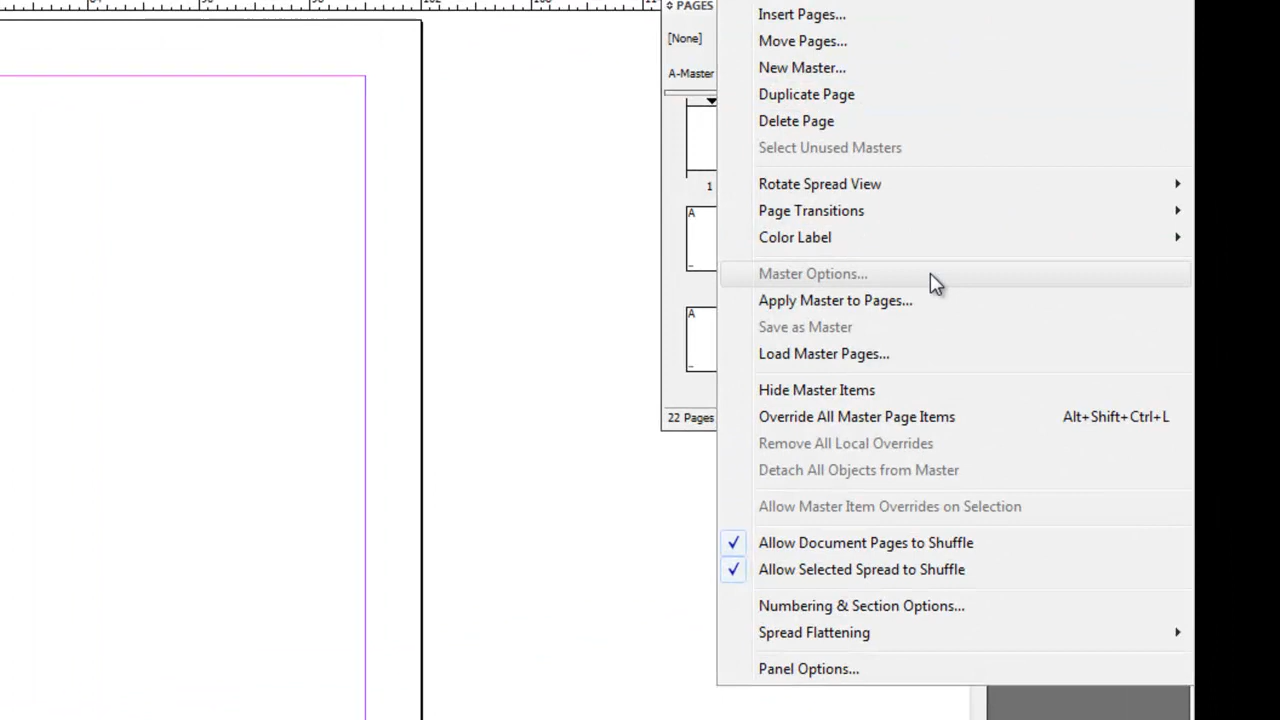 102
108
PAGES
[None]
A-Master
1
A
A
22 Pages
Insert Pages...
Move Pages...
New Master...
Duplicate Page
Delete Page
Select Unused Masters
Rotate Spread View
Page Transitions
Color Label
Master Options...
Apply Master to Pages...
Save as Master
Load Master Pages...
Hide Master Items
Override All Master Page Items Alt+Shift+Ctrl+L
Remove All Local Overrides
Detach All Objects from Master
Allow Master Item Overrides on Selection
Allow Document Pages to Shuffle
Allow Selected Spread to Shuffle
Numbering & Section Options...
Spread Flattening
Panel Options...